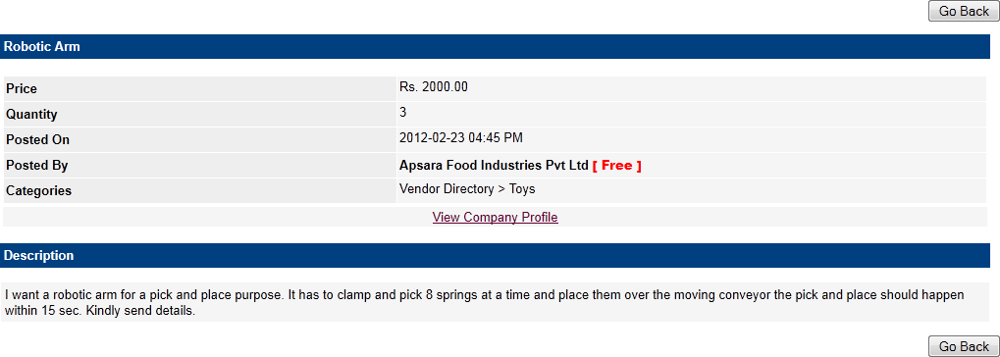 Go Back
Robotic Arm
Price Rs. 2000.00
Quantity 3
Posted On 2012-02-23 04:45 PM
Posted By Apsara Food Industries Pvt Ltd [ Free ]
Categories Vendor Directory > Toys
View Company Profile
Description
I want a robotic arm for a pick and place purpose. It has to clamp and pick 8 springs at a time and place them over the moving conveyor the pick and place should happen
within 15 sec. Kindly send details.
Go Back